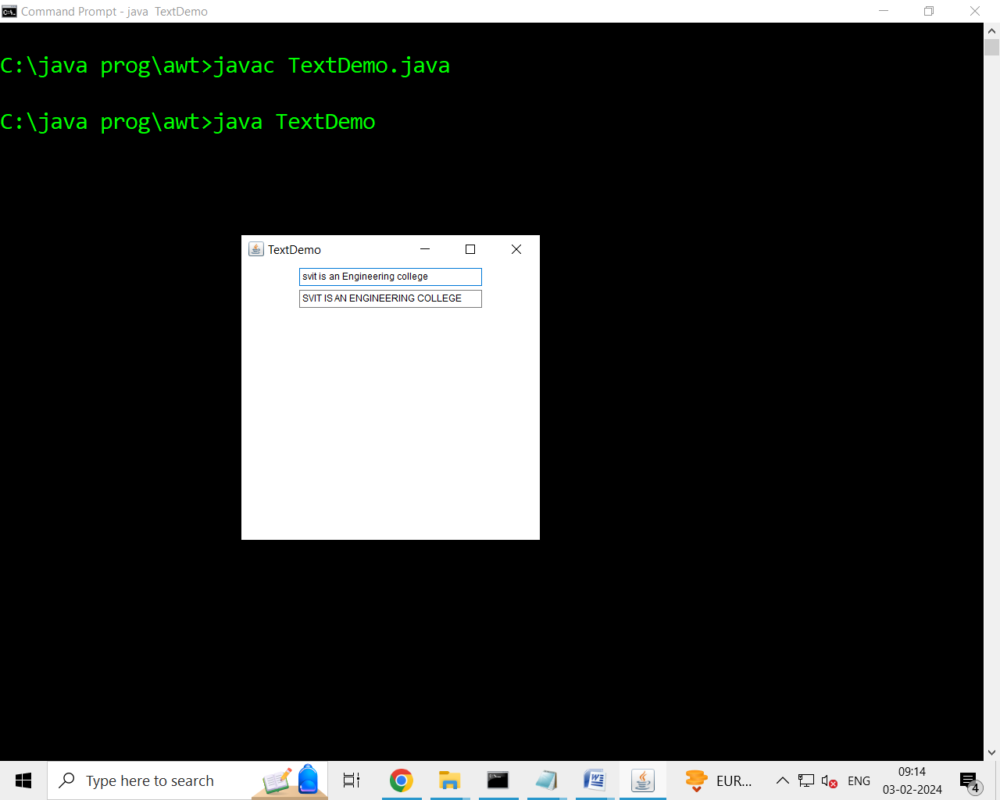 Command Prompt - java  TextDemo
C:\java prog\awt>javac TextDemo.java
C:\java prog\awt>java TextDemo
TextDemo
svit is an Engineering college
SVIT IS AN ENGINEERING COLLEGE
Type here to search
EUR...
ENG
09:14
03-02-2024
4